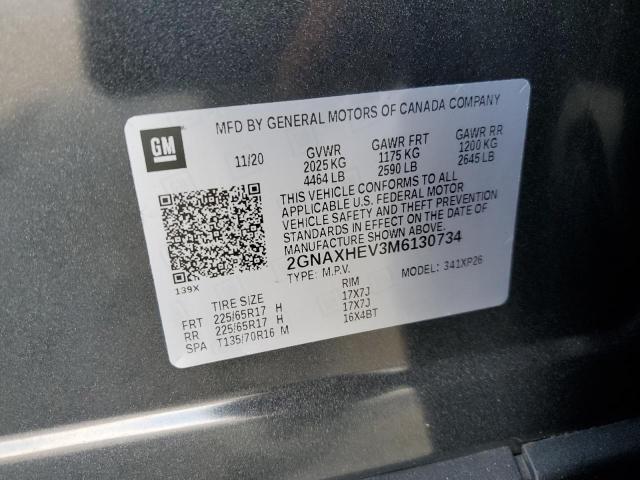 MFD BY GENERAL MOTORS OF CANADA COMPANY
GM
11/20 GVWR GAWR FRT GAWR RR
2025 KG 1175 KG 1200 KG
4464 LB 2590 LB 2645 LB
THIS VEHICLE CONFORMS TO ALL
APPLICABLE U.S. FEDERAL MOTOR
VEHICLE SAFETY AND THEFT PREVENTION
STANDARDS IN EFFECT ON THE DATE OF
MANUFACTURE SHOWN ABOVE.
2GNAXHEV3M6130734
139X
TYPE: M.P.V. MODEL: 341XP26
TIRE SIZE RIM
FRT 225/65R17 H 17X7J
RR 225/65R17 H 17X7J
SPA T135/70R16 M 16X4BT